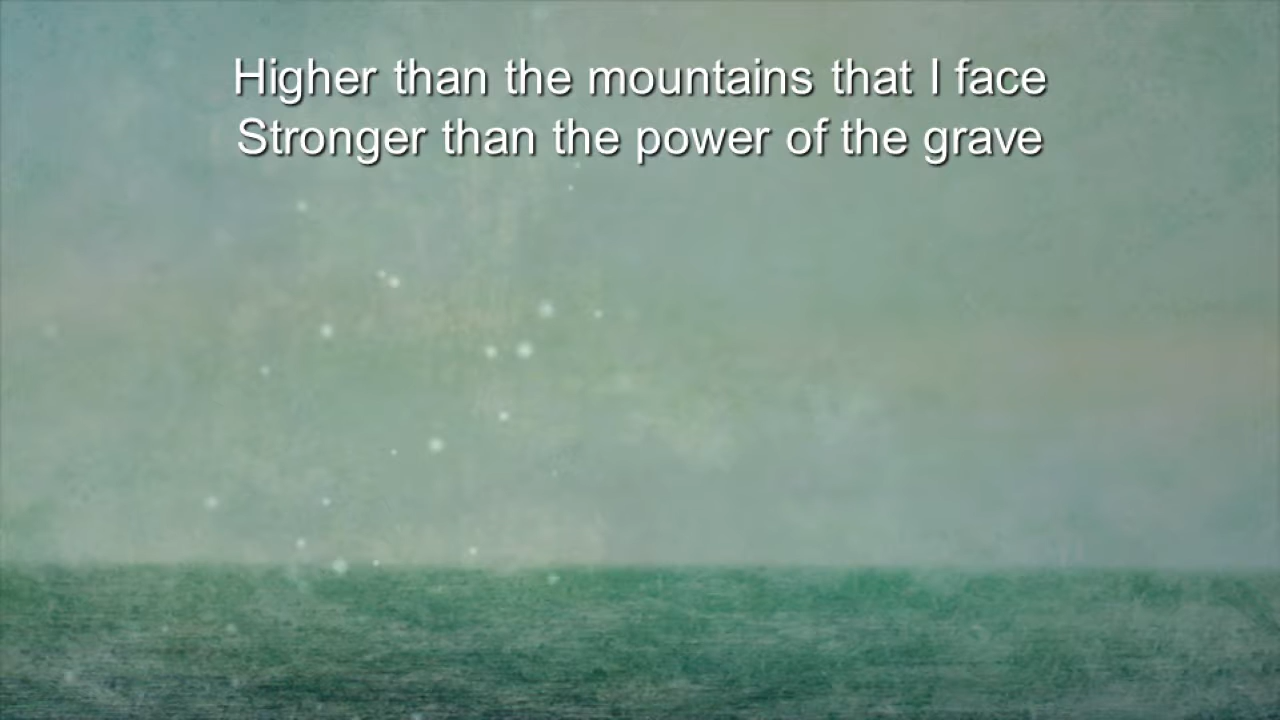 Higher than the mountains that I face
Stronger than the power of the grave